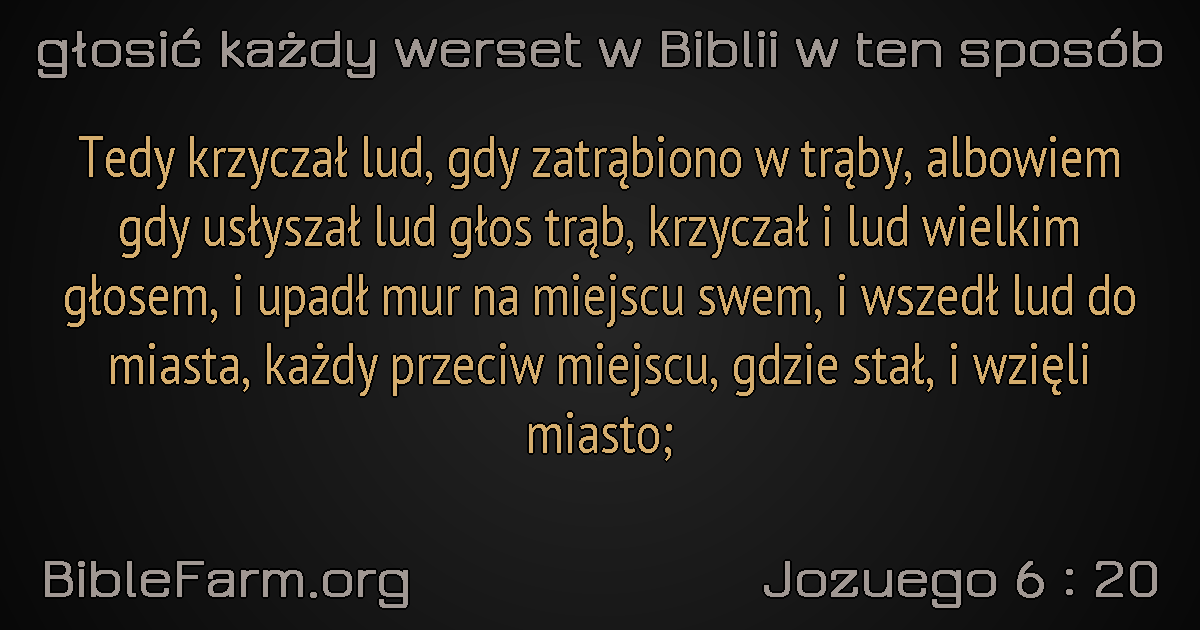 głosić każdy werset w Biblii w ten sposób
Tedy krzyczał lud, gdy zatrąbiono w trąby, albowiem
gdy usłyszał lud głos trąb, krzyczał i lud wielkim
głosem, i upadł mur na miejscu swem, i wszedł lud do
miasta, każdy przeciw miejscu, gdzie stał, i wzięli
miasto;
BibleFarm.org
Jozuego 6 : 20